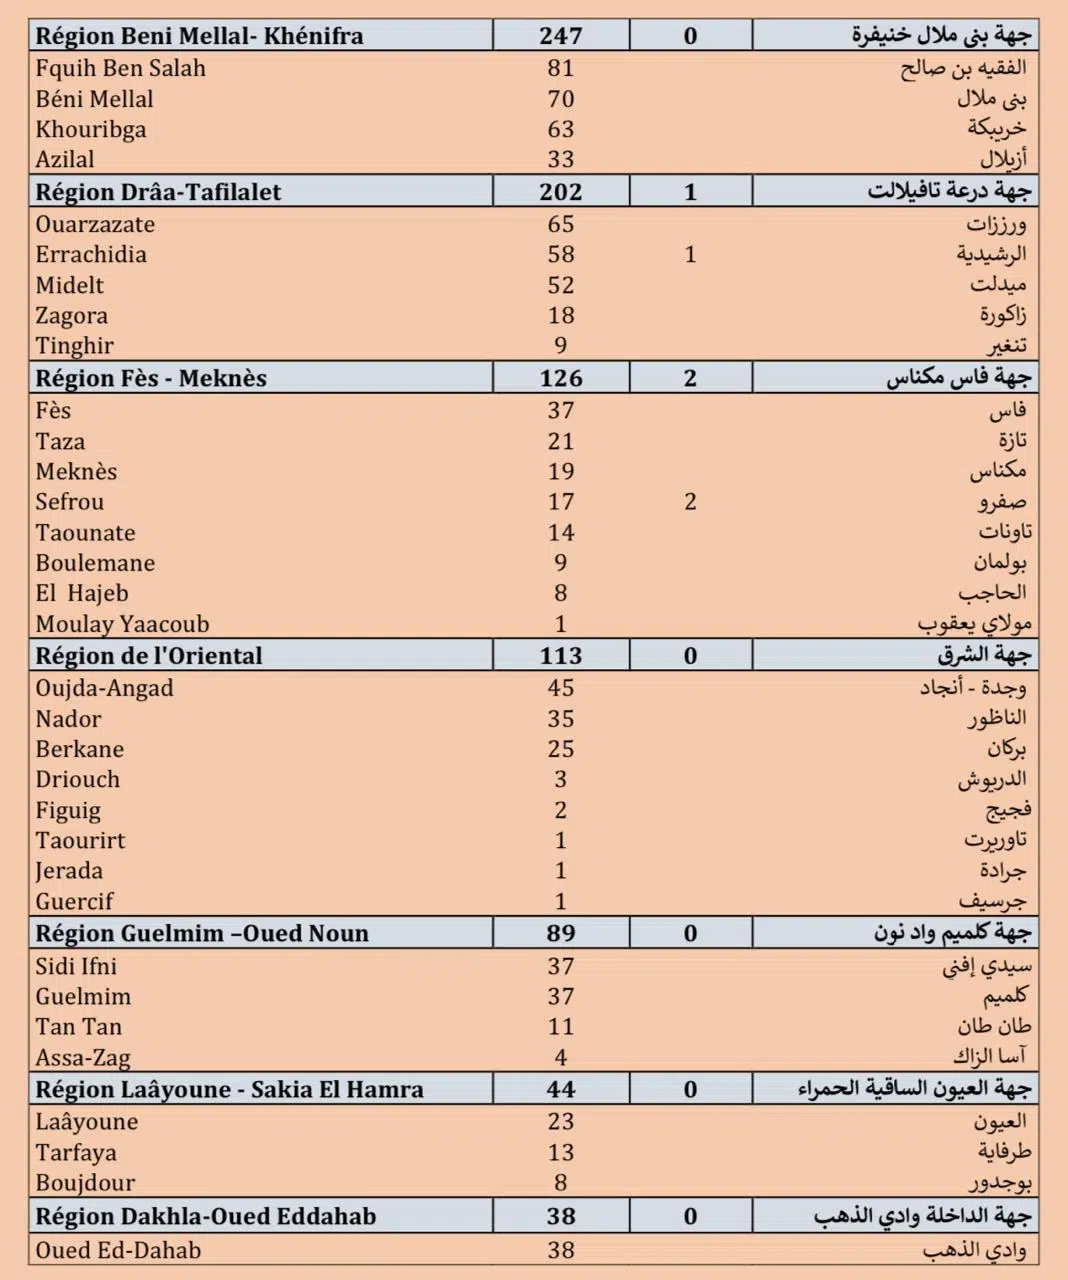 Région Beni Mellal- Khénifra 247 0 جهة بني ملال خنيفرة
Fquih Ben Salah 81 الفقيه بن صالح
Béni Mellal 70 بني ملال
Khouribga 63 خريبكة
Azilal 33 أزيلال
Région Drâa-Tafilalet 202 1 جهة درعة تافيلالت
Ouarzazate 65 ورززات
Errachidia 58 1 الرشيدية
Midelt 52 ميدلت
Zagora 18 زاكورة
Tinghir 9 تنغير
Région Fès - Meknès 126 2 جهة فاس مكناس
Fès 37 فاس
Taza 21 تازة
Meknès 19 مكناس
Sefrou 17 2 صفرو
Taounate 14 تاونات
Boulemane 9 بولمان
El Hajeb 8 الحاجب
Moulay Yaacoub 1 مولاي يعقوب
Région de l'Oriental 113 0 جهة الشرق
Oujda-Angad 45 وجدة - أنجاد
Nador 35 الناظور
Berkane 25 بركان
Driouch 3 الدريوش
Figuig 2 فجيج
Taourirt 1 تاوريرت
Jerada 1 جرادة
Guercif 1 جرسيف
Région Guelmim –Oued Noun 89 0 جهة كلميم واد نون
Sidi Ifni 37 سيدي إفني
Guelmim 37 كلميم
Tan Tan 11 طان طان
Assa-Zag 4 آسا الزاك
Région Laâyoune - Sakia El Hamra 44 0 جهة العيون الساقية الحمراء
Laâyoune 23 العيون
Tarfaya 13 طرفاية
Boujdour 8 بوجدور
Région Dakhla-Oued Eddahab 38 0 جهة الداخلة وادي الذهب
Oued Ed-Dahab 38 وادي الذهب